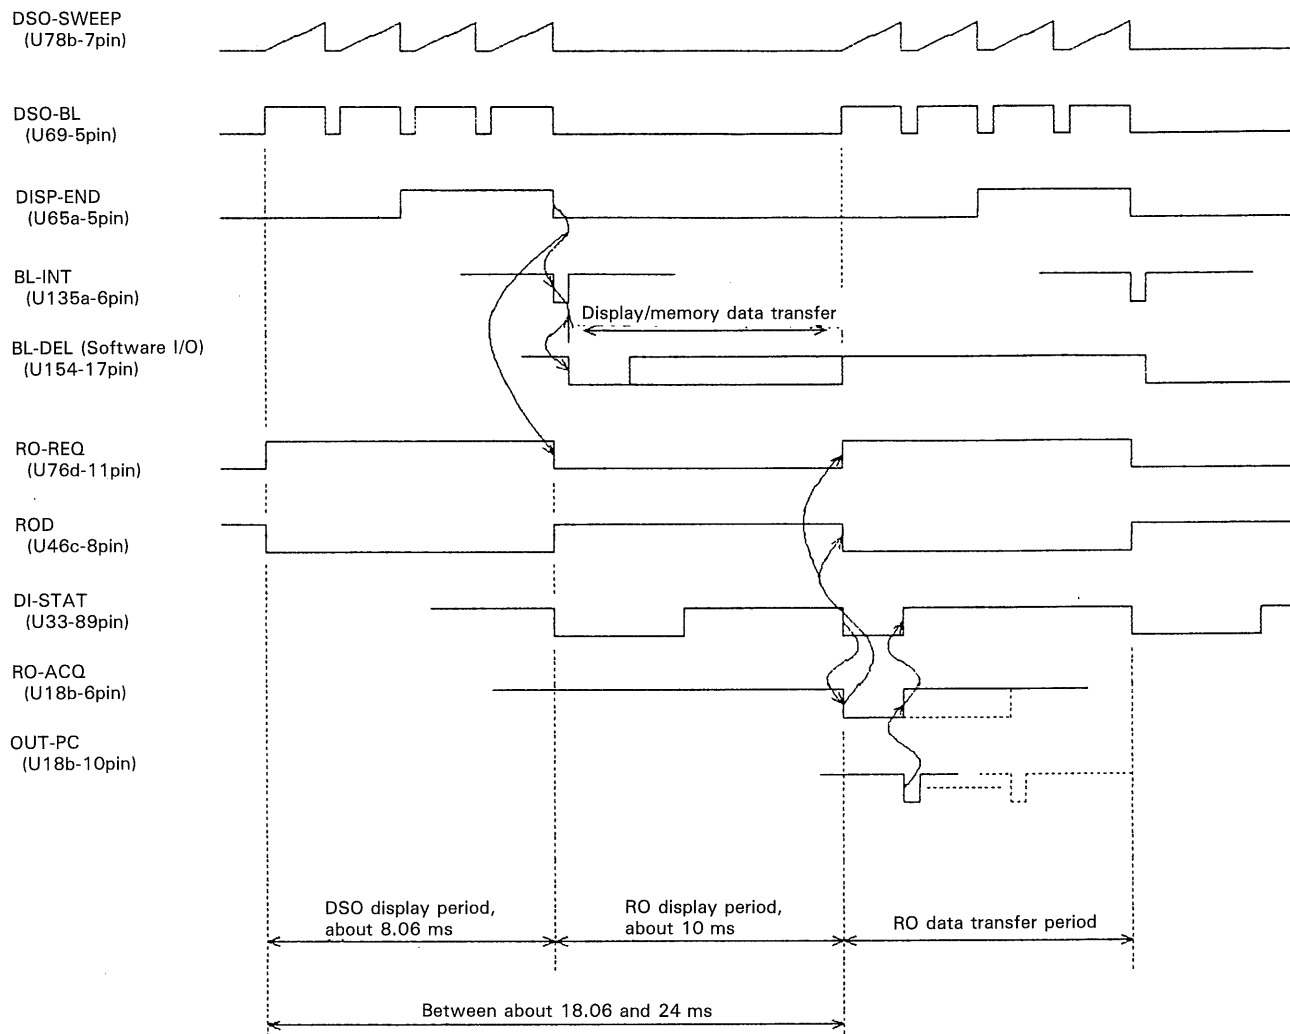 DSO-SWEEP
(U78b-7pin)
DSO-BL
(U69-5pin)
DISP-END
(U65a-5pin)
BL-INT
(U135a-6pin)
Display/memory data transfer
BL-DEL (Software I/O)
(U154-17pin)
RO-REQ
(U76d-11pin)
ROD
(U46c-8pin)
DI-STAT
(U33-89pin)
RO-ACQ
(U18b-6pin)
OUT-PC
(U18b-10pin)
DSO display period,
about 8.06 ms
RO display period,
about 10 ms
RO data transfer period
Between about 18.06 and 24 ms